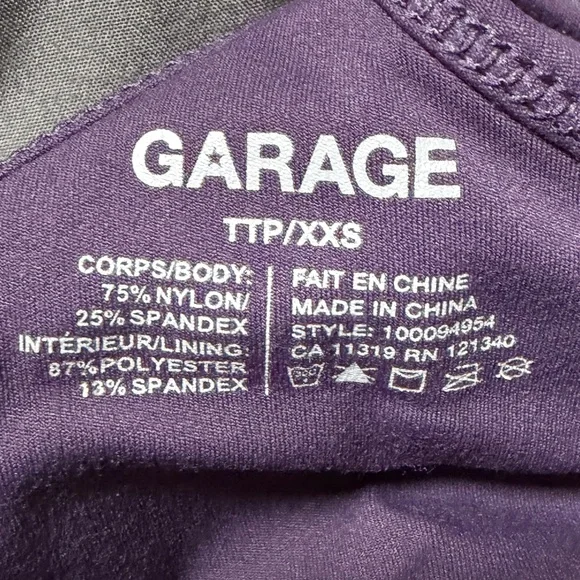 GARAGE
TTP/XXS
CORPS/BODY:
75% NYLON/
25% SPANDEX
INTÉRIEUR/LINING:
87% POLYESTER
13% SPANDEX
FAIT EN CHINE
MADE IN CHINA
STYLE: 100094954
CA 11319 RN 121340